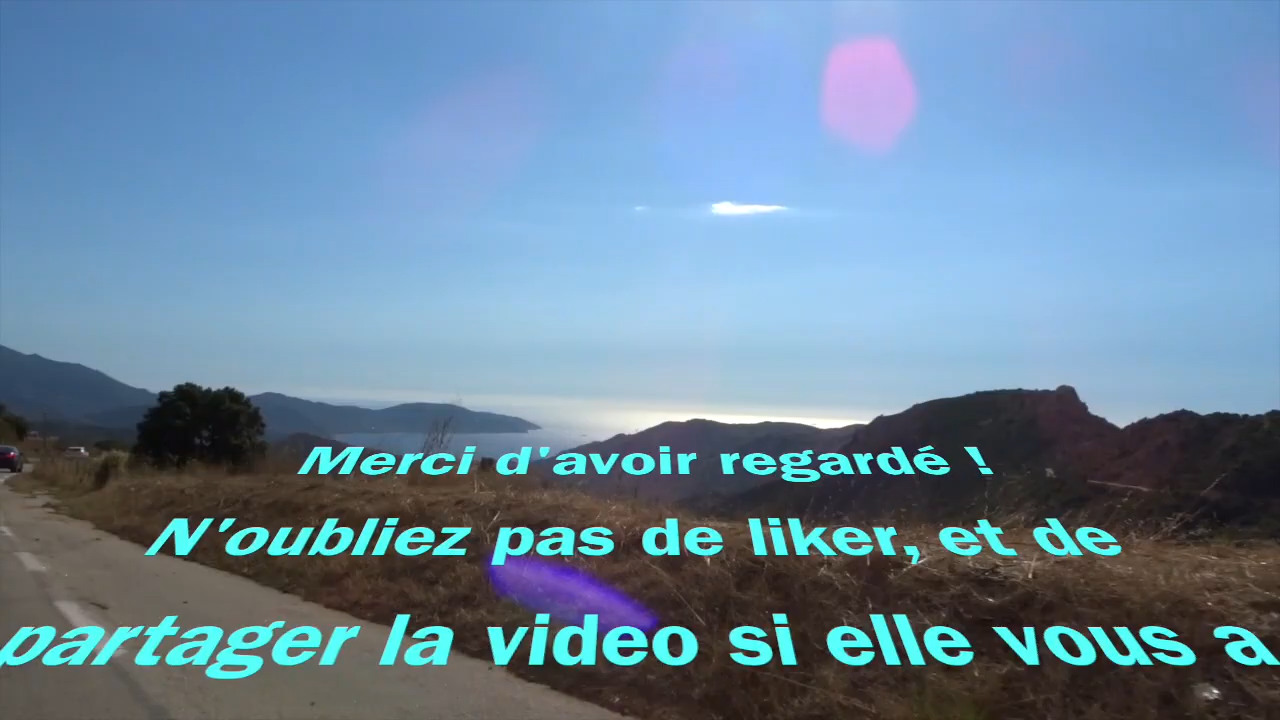 Merci d'avoir regardé !
N'oubliez pas de liker, et de
partager la video si elle vous a